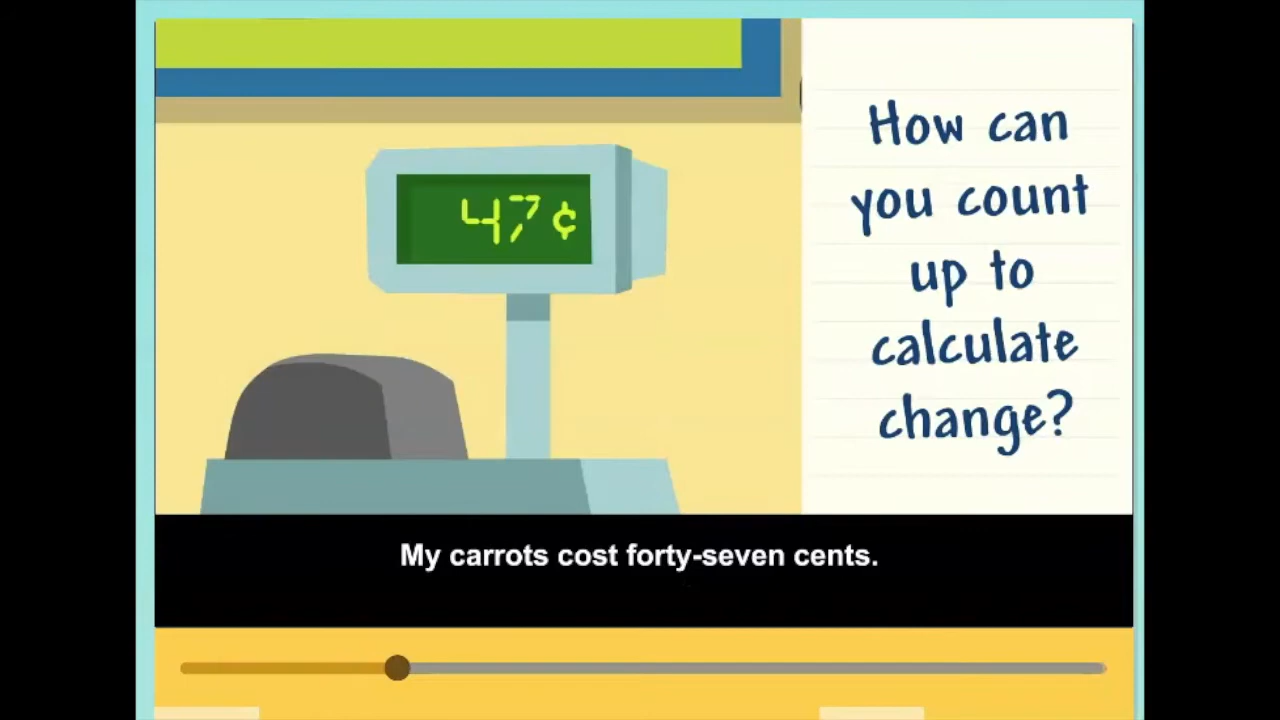 47¢
How can
you count
up to
calculate
change?
My carrots cost forty-seven cents.